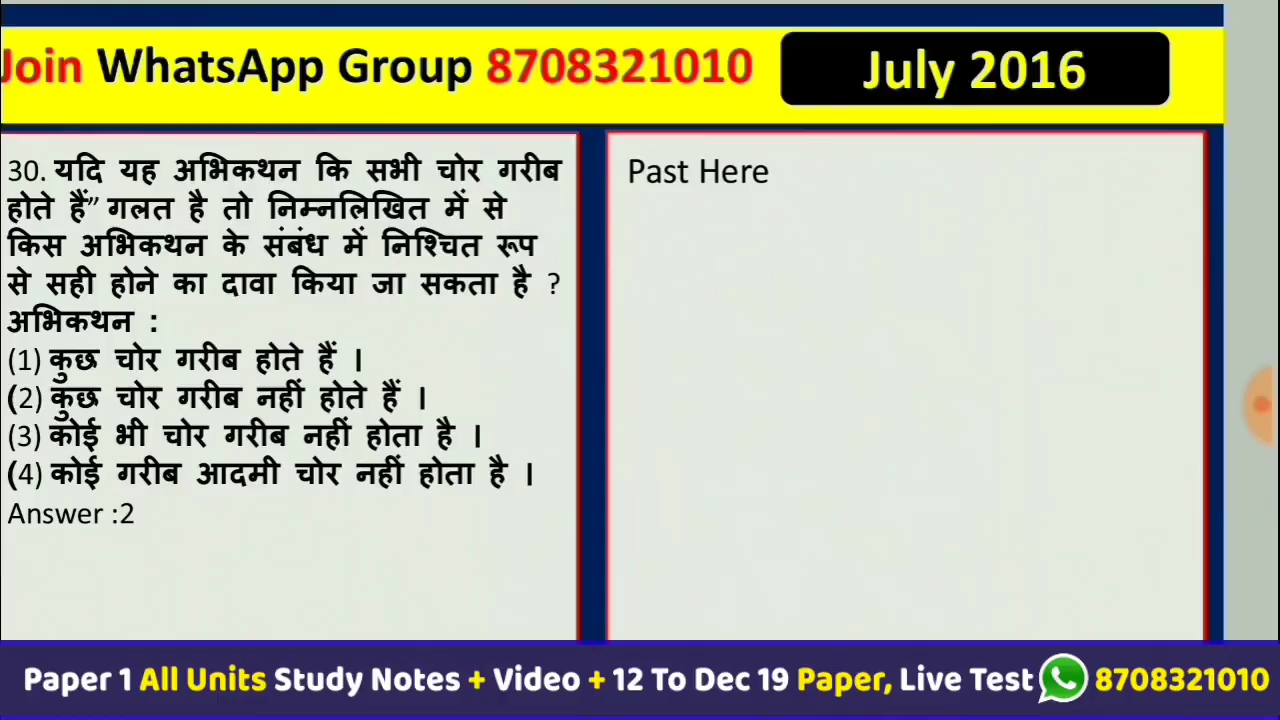 Join WhatsApp Group 8708321010
July 2016
30. यदि यह अभिकथन कि सभी चोर गरीब
होते हैं” गलत है तो निम्नलिखित में से
किस अभिकथन के संबंध में निश्चित रूप
से सही होने का दावा किया जा सकता है ?
अभिकथन :
(1) कुछ चोर गरीब होते हैं ।
(2) कुछ चोर गरीब नहीं होते हैं ।
(3) कोई भी चोर गरीब नहीं होता है ।
(4) कोई गरीब आदमी चोर नहीं होता है ।
Answer :2
Past Here
Paper 1 All Units Study Notes + Video + 12 To Dec 19 Paper, Live Test 8708321010